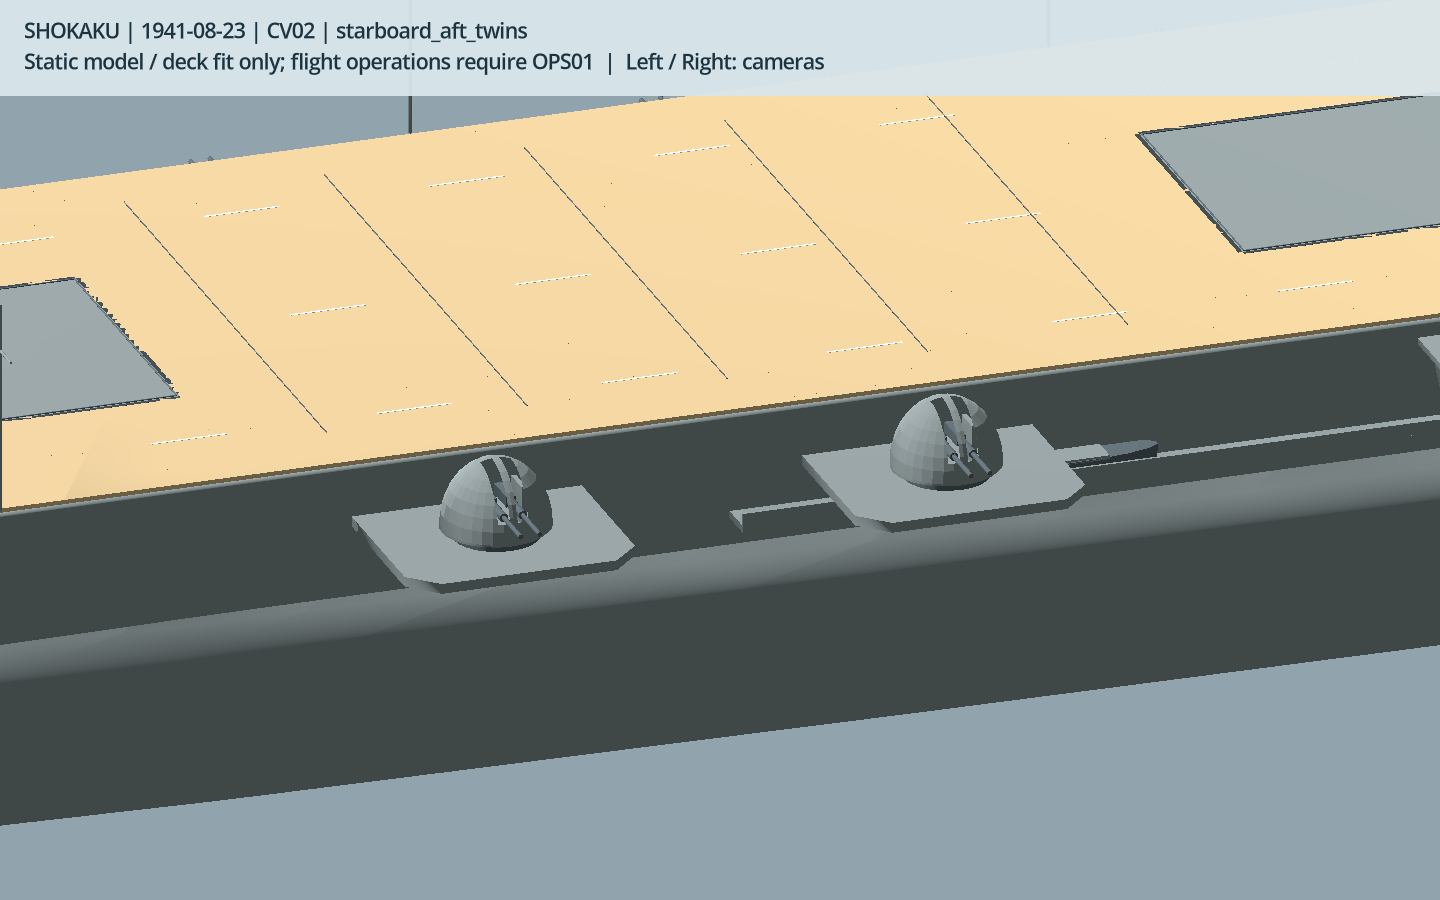 SHOKAKU | 1941-08-23 | CV02 | starboard_aft_twins
Static model / deck fit only; flight operations require OPS01 | Left / Right: cameras